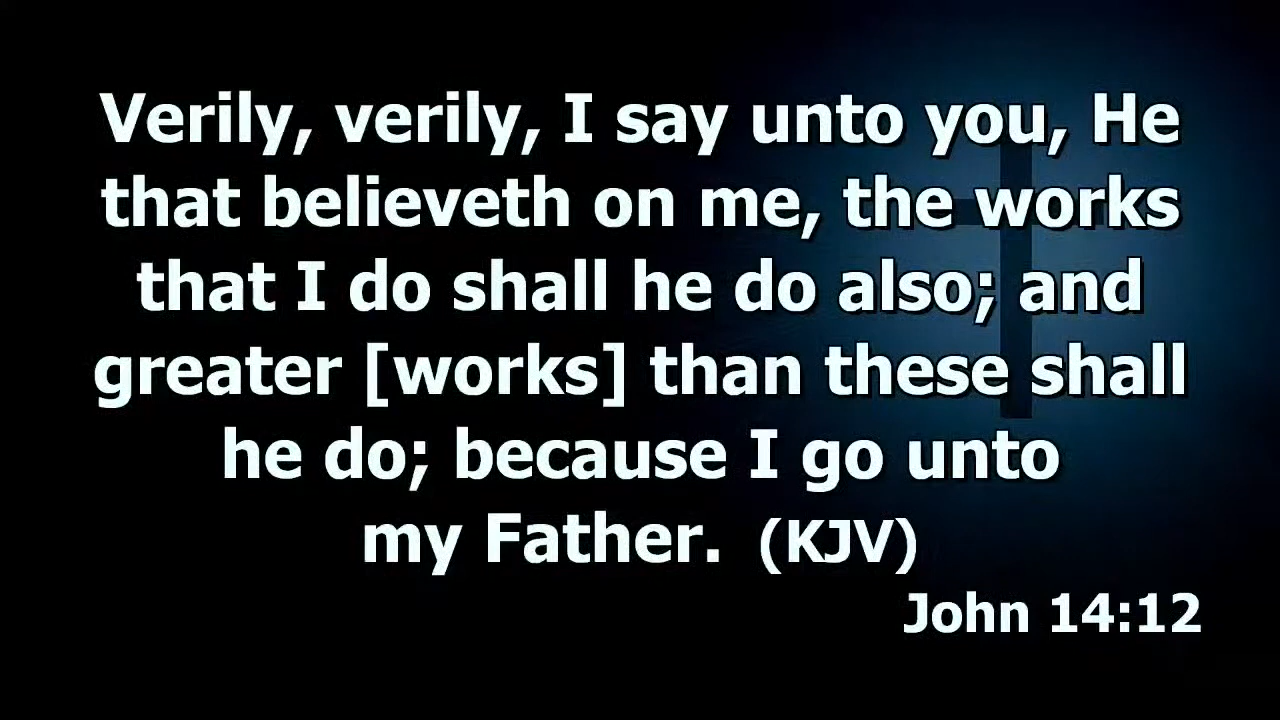 Verily, verily, I say unto you, He
that believeth on me, the works
that I do shall he do also; and
greater [works] than these shall
he do; because I go unto
my Father. (KJV)
John 14:12